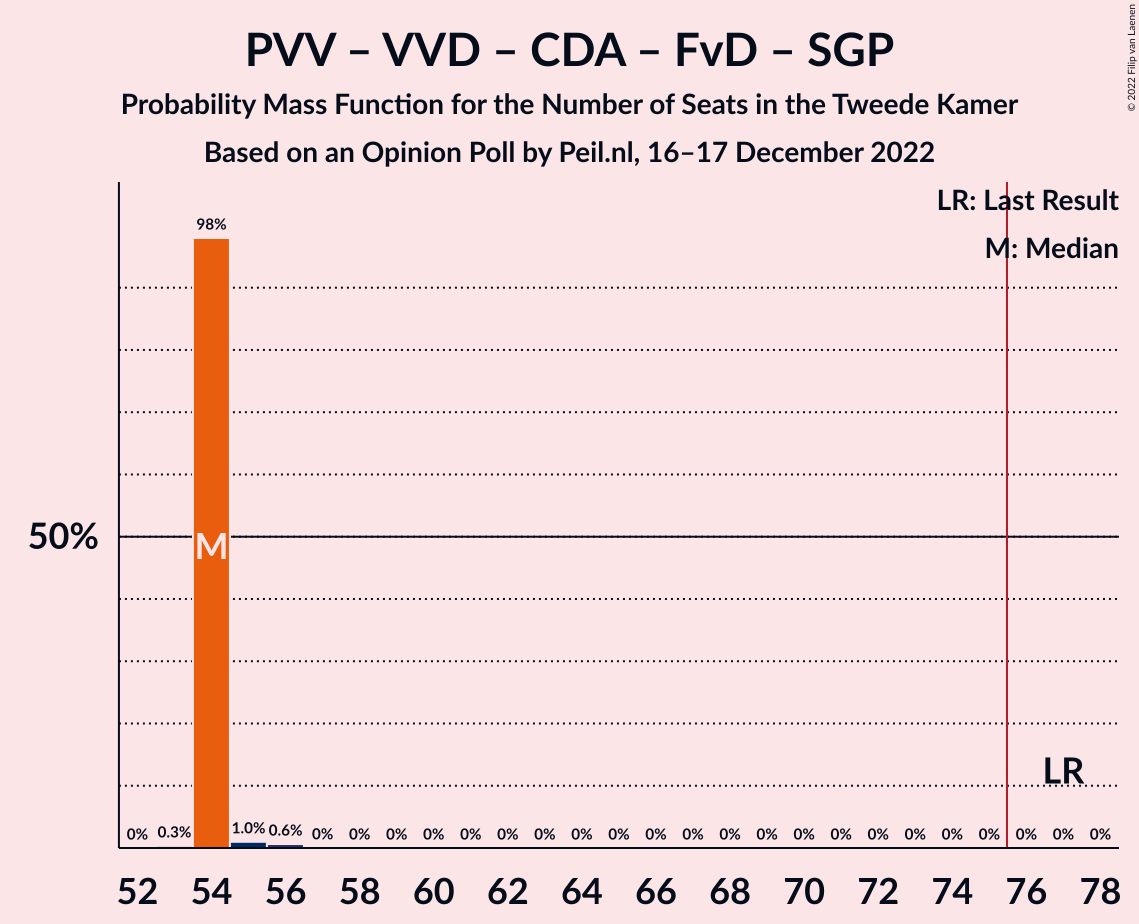 PVV – VVD – CDA – FvD – SGP
Probability Mass Function for the Number of Seats in the Tweede Kamer
Based on an Opinion Poll by Peil.nl, 16–17 December 2022
© 2022 Filip van Laenen
LR: Last Result
M: Median
98%
50%
M
LR
0% 0.3% 1.0% 0.6% 0% 0% 0% 0% 0% 0% 0% 0% 0% 0% 0% 0% 0% 0% 0% 0% 0% 0% 0% 0% 0% 0%
52 54 56 58 60 62 64 66 68 70 72 74 76 78